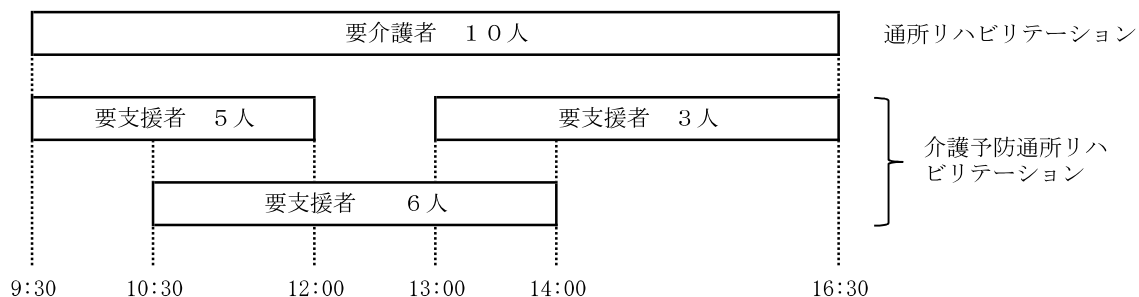 要介護者　１０人
通所リハビリテーション
要支援者　５人
要支援者　３人
要支援者　　６人
介護予防通所リハ
ビリテーション
9:30
10:30
12:00
13:00
14:00
16:30